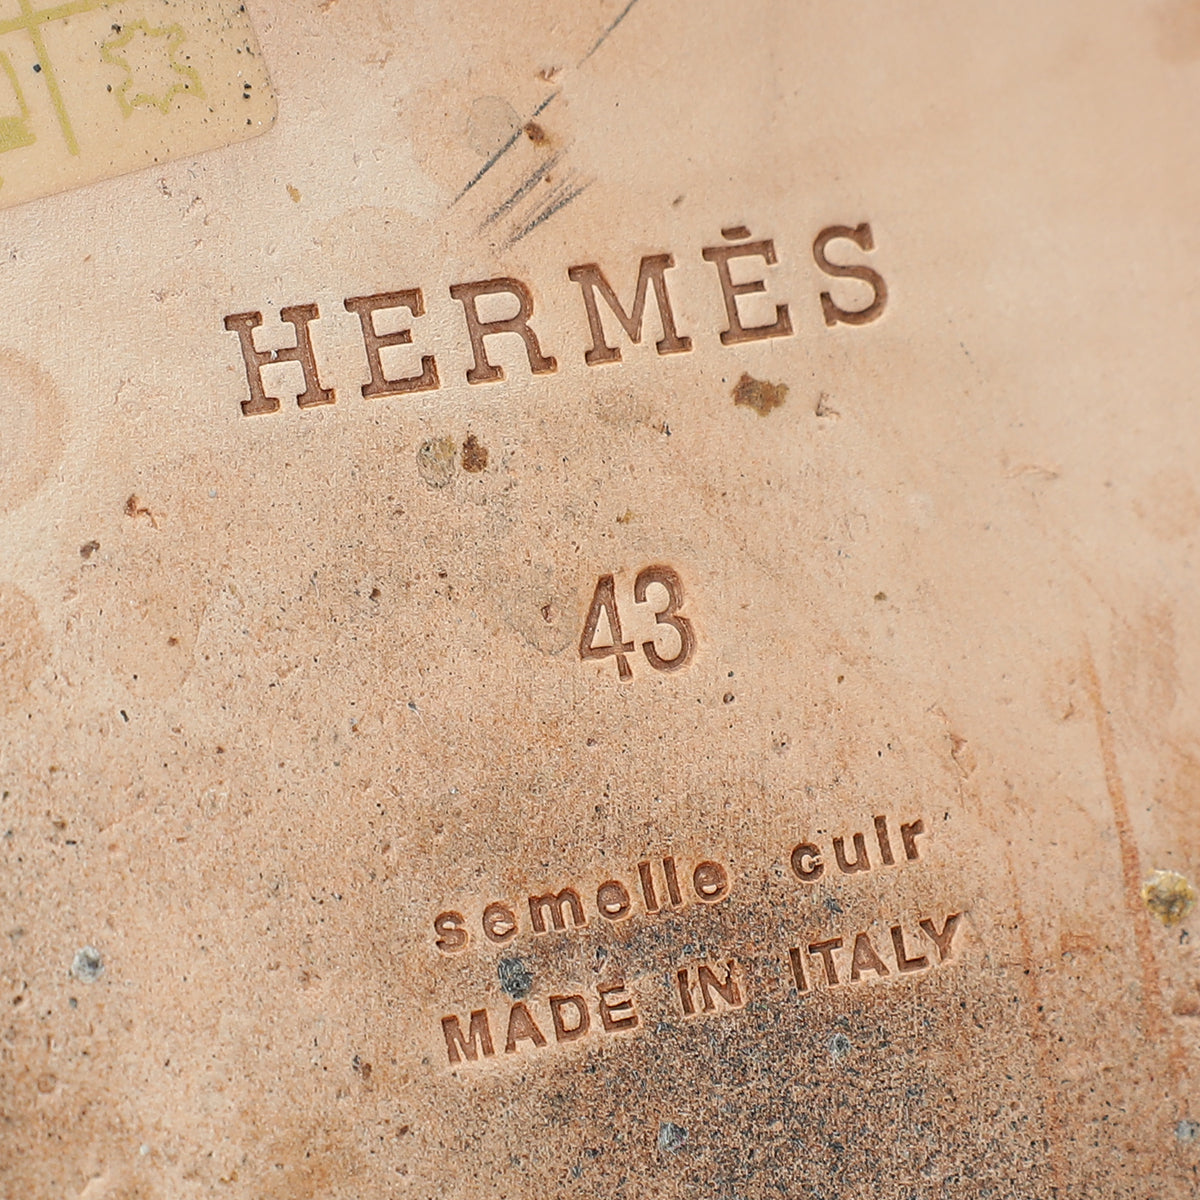 HERMÈS
43
semelle cuir
MADE IN ITALY